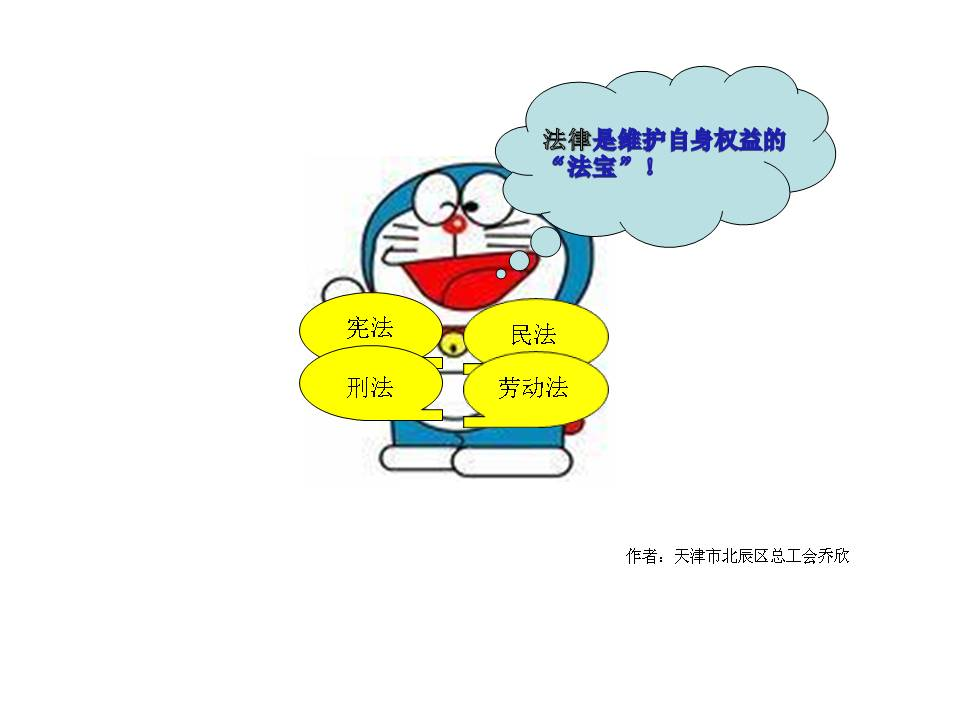 法律是维护自身权益的
“法宝”！
宪法
民法
刑法
劳动法
作者：天津市北辰区总工会乔欣